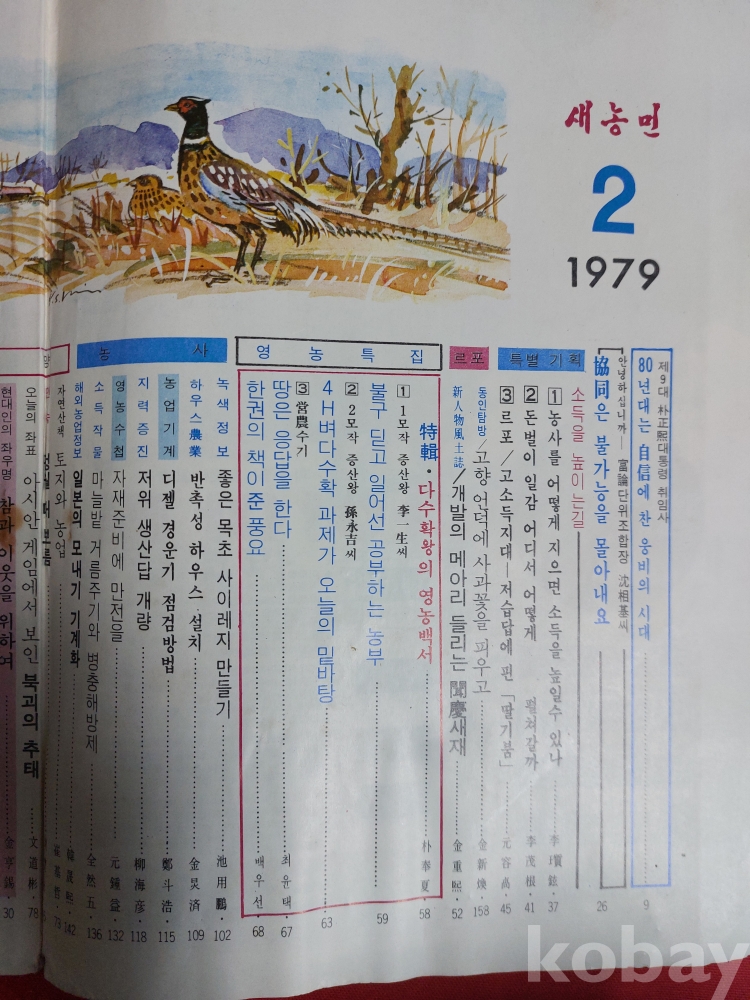 새농민
2
1979
제9대 朴正熙대통령 취임사
80년대는 自信에 찬 웅비의 시대 9
안녕하십니까—富論단위조합장 沈相基씨
協同은 불가능을 몰아내요 26
특별기획
소득을 높이는길
1 농사를 어떻게 지으면 소득을 높일수 있나 李 鉉·37
2 돈벌이 일감 어디서 어떻게 펼쳐갈까 李茂根·41
3 르포/고소득지대—저습답에 핀「딸기붐」 元容高·45
르포
동인탐방/고향 언덕에 사과꽃을 피우고 金新煥·158
新人物風土誌/개발의 메아리 들리는 聞慶새재 金重熙·52
영농특집
特輯·다수확왕의 영농백서 朴奉夏·58
1 1모작 증산왕 李一生씨
불구 딛고 일어선 공부하는 농부 59
2 2모작 증산왕 孫永吉씨
4H벼다수확 과제가 오늘의 밑바탕 63
3 営農수기
땅은 응답을 한다 최윤택·67
한권의 책이 준 풍요 배우선·68
농사
녹색정보 좋은 목초 사이레지 만들기 池用鵬·102
하우스農業 반촉성 하우스 설치 金炅済·109
농업기계 디젤 경운기 점검방법 鄭斗浩·115
지력증진 저위 생산답 개량 柳海彦·118
영농수첩 자재준비에 만전을 元鍾益·132
소득작물 마늘밭 거름주기와 병충해방제 全然五·136
해외농업정보 일본의 모내기 기계화 142
자연산책 토지와 농업 73
보름
오늘의 좌표 아시안 게임에서 보인 북괴의 추태 文道彬·78
현대인의 좌우명 참과 이웃을 위하여 金亨錫·30
kobay